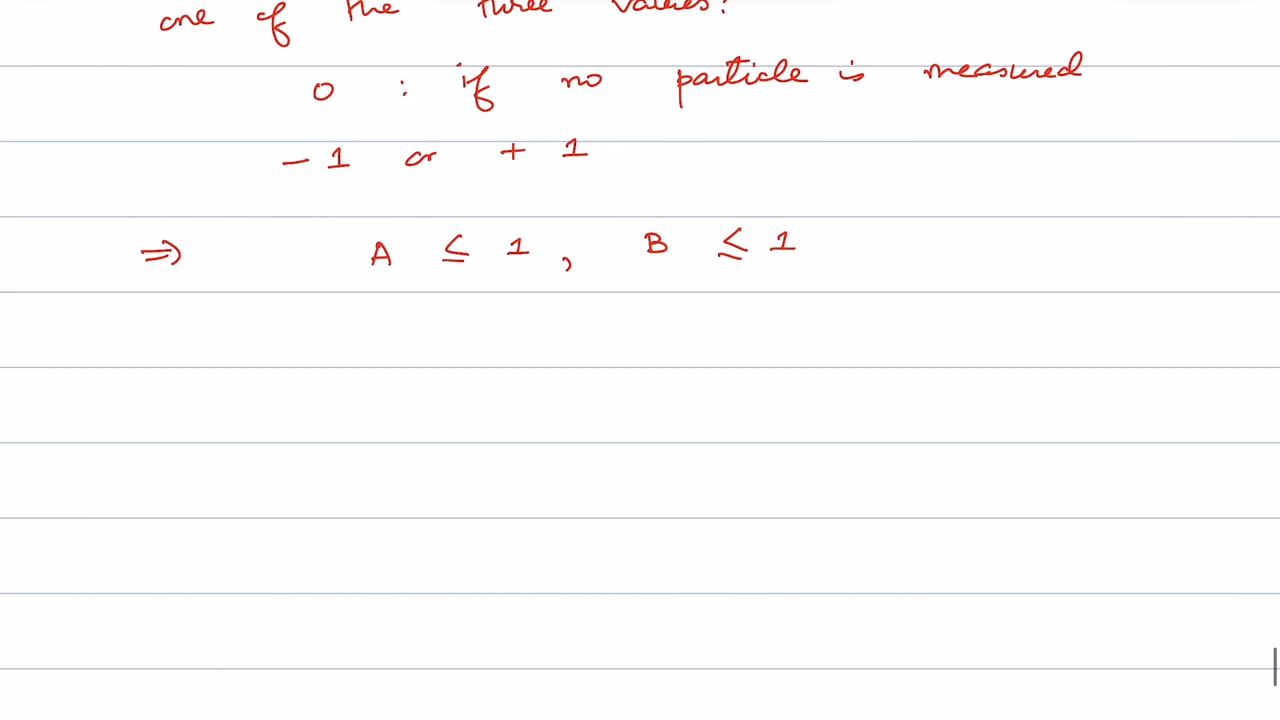 one of the three values:
0 : if no particle is measured
- 1 or + 1
⇒ A ≤ 1 , B ≤ 1